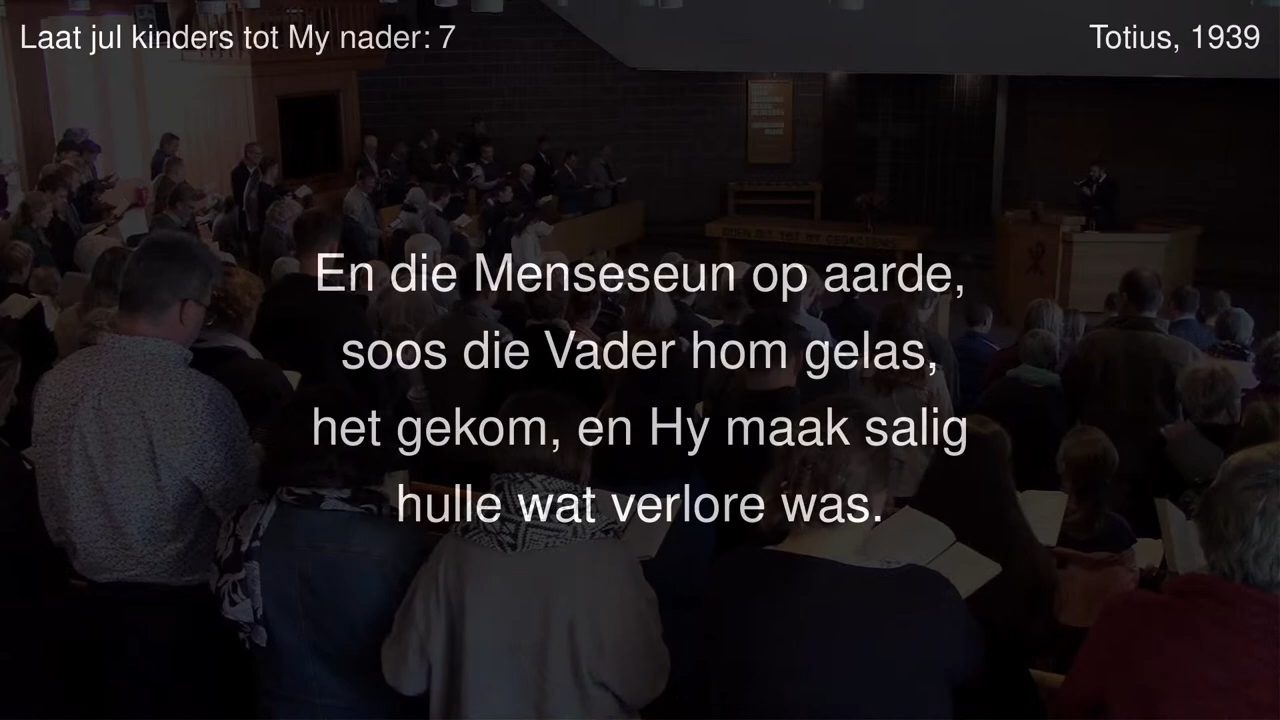 Laat jul kinders tot My nader: 7
Totius, 1939
En die Menseseun op aarde,
soos die Vader hom gelas,
het gekom, en Hy maak salig
hulle wat verlore was.